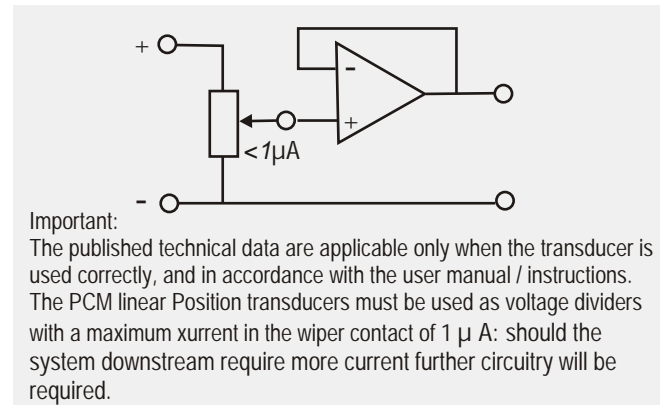 +
-
+
<1µA
-
Important:
The published technical data are applicable only when the transducer is
used correctly, and in accordance with the user manual / instructions.
The PCM linear Position transducers must be used as voltage dividers
with a maximum xurrent in the wiper contact of 1 µ A: should the
system downstream require more current further circuitry will be
required.